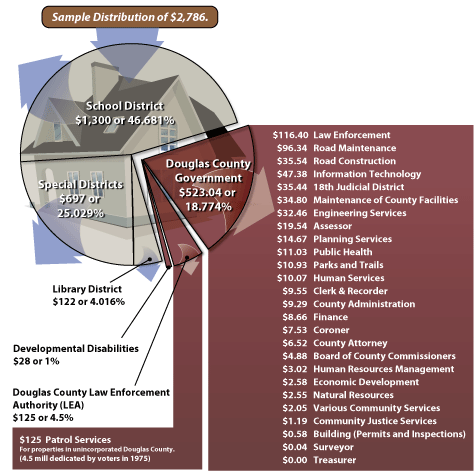 Sample Distribution of $2,786.
School District
$1,300 or 46.681%
Douglas County
Government
$523.04 or
18.774%
Special Districts
$697 or
25.029%
Library District
$122 or 4.016%
Developmental Disabilities
$28 or 1%
Douglas County Law Enforcement
Authority (LEA)
$125 or 4.5%
$125 Patrol Services
For properties in unincorporated Douglas County.
(4.5 mill dedicated by voters in 1975)
$116.40 Law Enforcement
$96.34 Road Maintenance
$35.54 Road Construction
$47.38 Information Technology
$35.44 18th Judicial District
$34.80 Maintenance of County Facilities
$32.46 Engineering Services
$19.54 Assessor
$14.67 Planning Services
$11.03 Public Health
$10.93 Parks and Trails
$10.07 Human Services
$9.55 Clerk & Recorder
$9.29 County Administration
$8.66 Finance
$7.53 Coroner
$6.52 County Attorney
$4.88 Board of County Commissioners
$3.02 Human Resources Management
$2.58 Economic Development
$2.55 Natural Resources
$2.05 Various Community Services
$1.19 Community Justice Services
$0.58 Building (Permits and Inspections)
$0.04 Surveyor
$0.00 Treasurer